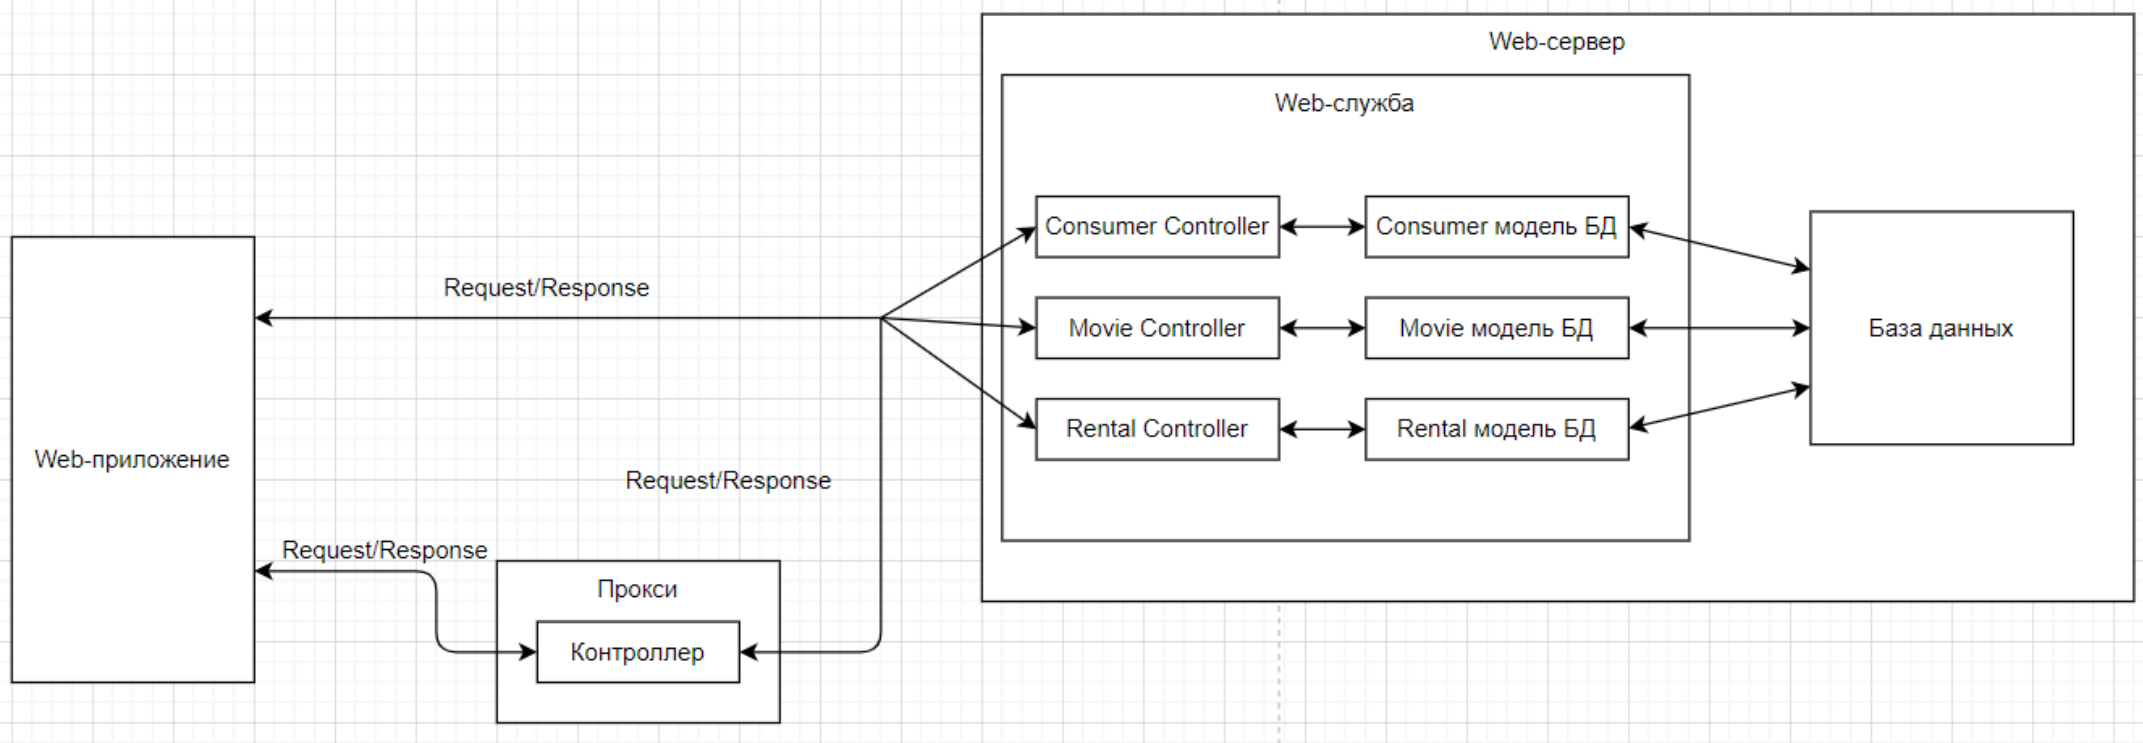 Web-сервер
Web-служба
Consumer Controller
Consumer модель БД
Movie Controller
Movie модель БД
База данных
Rental Controller
Rental модель БД
Request/Response
Web-приложение
Request/Response
Request/Response
Прокси
Контроллер